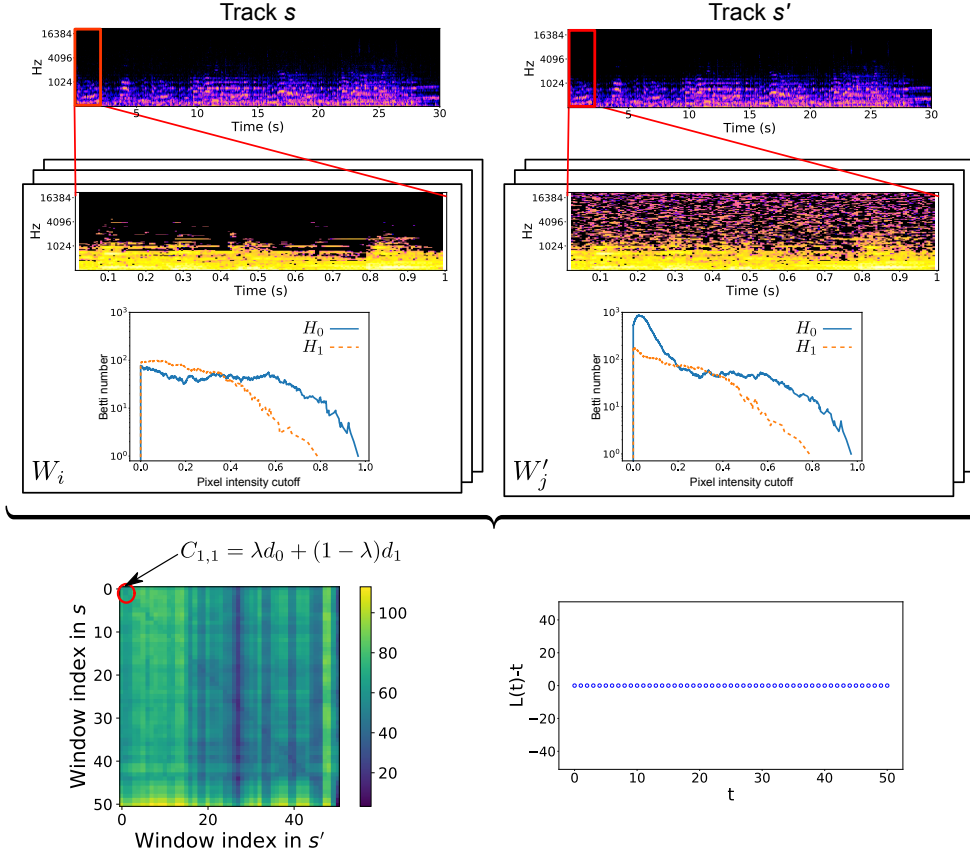 Track s
Track s'
16384
4096
1024
Hz
5 10 15 20 25 30
Time (s)
16384
4096
1024
Hz
5 10 15 20 25 30
Time (s)
16384
4096
1024
Hz
0.1 0.2 0.3 0.4 0.5 0.6 0.7 0.8 0.9 1
Time (s)
16384
4096
1024
Hz
0.1 0.2 0.3 0.4 0.5 0.6 0.7 0.8 0.9 1
Time (s)
10³
10²
10¹
10⁰
Betti number
H₀
H₁
0.0 0.2 0.4 0.6 0.8 1.0
Pixel intensity cutoff
W_i
10³
10²
10¹
10⁰
Betti number
H₀
H₁
0.0 0.2 0.4 0.6 0.8 1.0
Pixel intensity cutoff
W'_j
C₁,₁ = λd₀ + (1 − λ)d₁
0
10
20
30
40
50
Window index in s
0 20 40
Window index in s'
100
80
60
40
20
40
20
0
−20
−40
L(t)-t
0 10 20 30 40 50
t